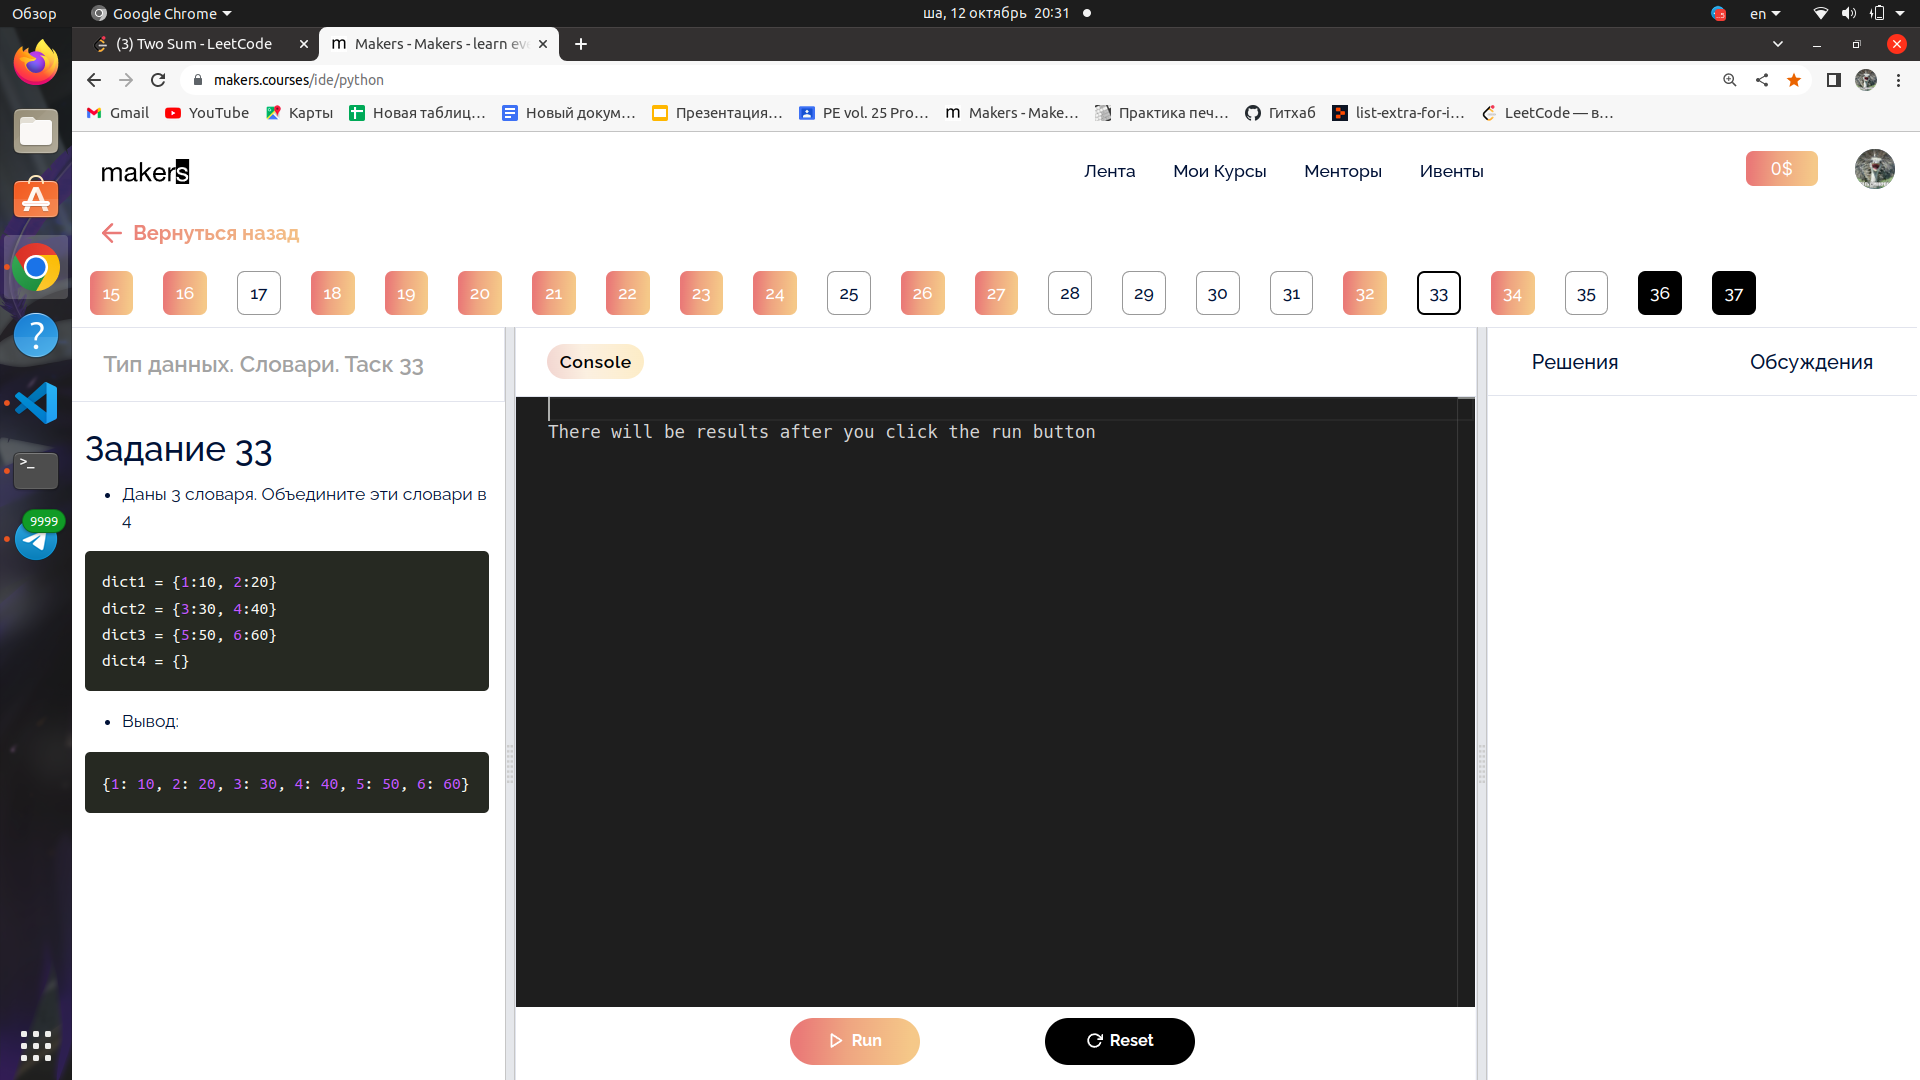 Обзор
Google Chrome
ша, 12 октябрь 20:31
en
(3) Two Sum - LeetCode
Makers - Makers - learn eve
makers.courses/ide/python
Gmail
YouTube
Карты
Новая таблиц…
Новый докум…
Презентация…
PE vol. 25 Pro…
Makers - Make…
Практика печ…
Гитхаб
list-extra-for-i…
LeetCode — в…
makers
Лента
Мои Курсы
Менторы
Ивенты
0$
Вернуться назад
15 16 17 18 19 20 21 22 23 24 25 26 27 28 29 30 31 32 33 34 35 36 37
Тип данных. Словари. Таск 33
Console
Решения
Обсуждения
Задание 33
Даны 3 словаря. Объедините эти словари в
4
dict1 = {1:10, 2:20}
dict2 = {3:30, 4:40}
dict3 = {5:50, 6:60}
dict4 = {}
Вывод:
{1: 10, 2: 20, 3: 30, 4: 40, 5: 50, 6: 60}
There will be results after you click the run button
Run
Reset
9999